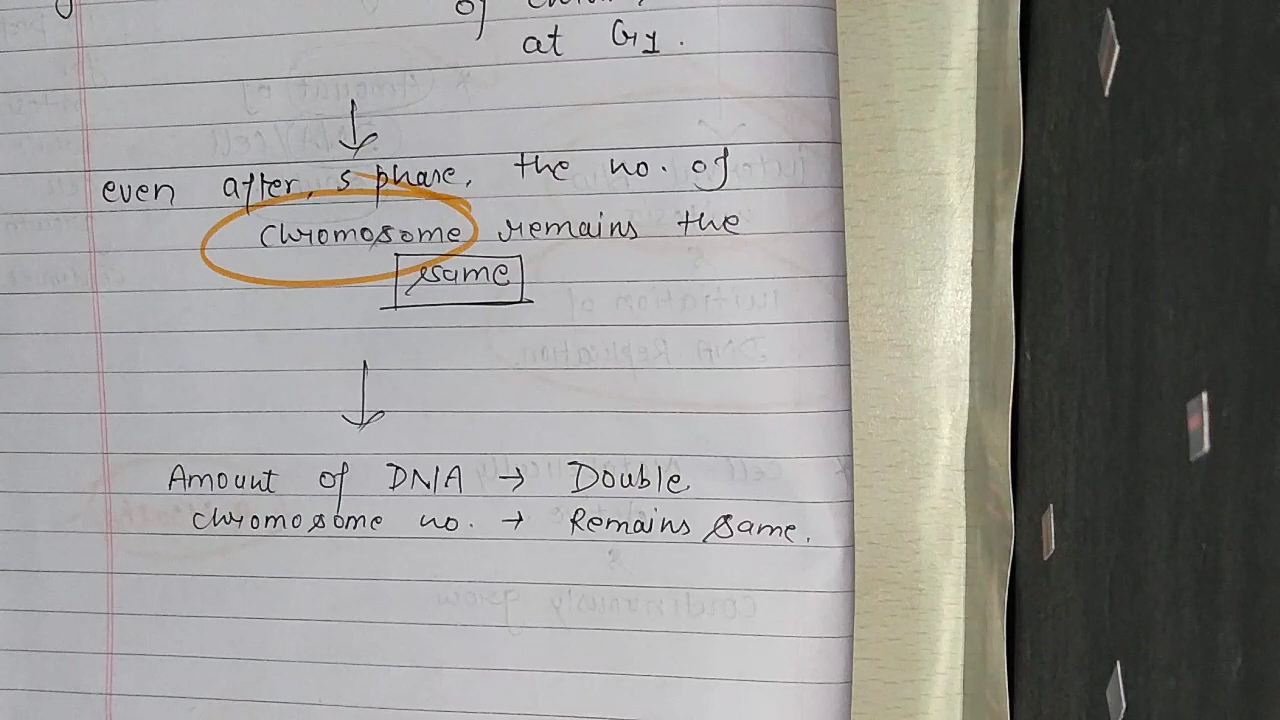 of
at G1.
even after, s phase, the no. of
chromosome remains the
same
Amount of DNA → Double
chromosome no. → Remains same.